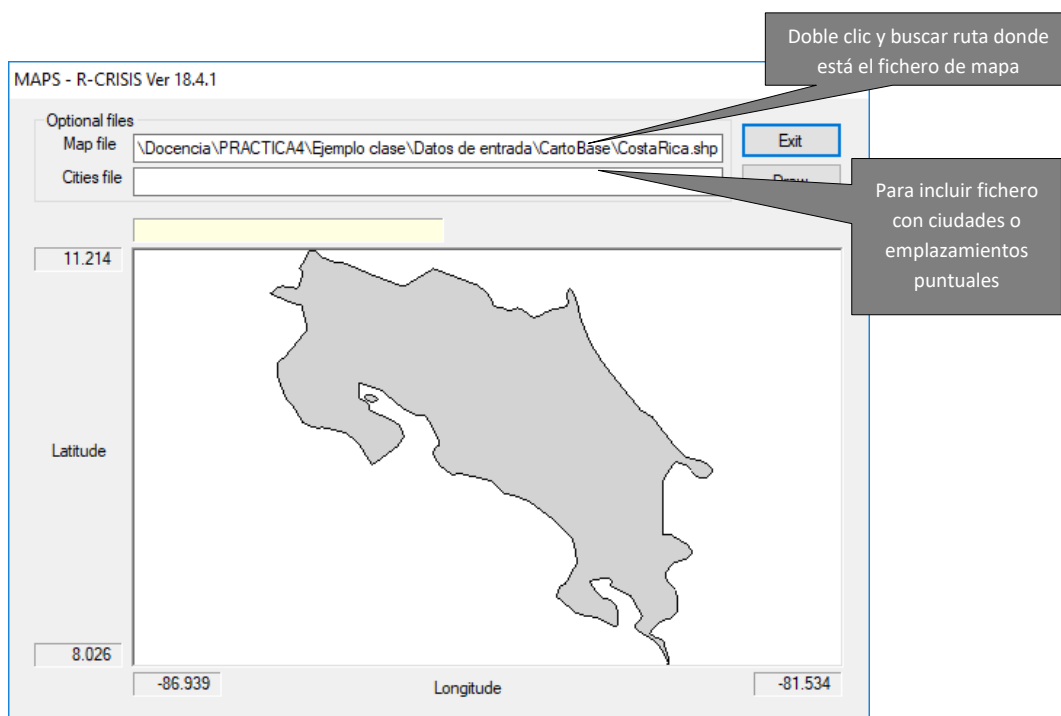 Doble clic y buscar ruta donde
está el fichero de mapa
MAPS - R-CRISIS Ver 18.4.1
Optional files
Map file
\Docencia\PRACTICA4\Ejemplo clase\Datos de entrada\CartoBase\CostaRica.shp
Exit
Cities file
Draw
Para incluir fichero
con ciudades o
emplazamientos
puntuales
11.214
Latitude
8.026
-86.939
Longitude
-81.534